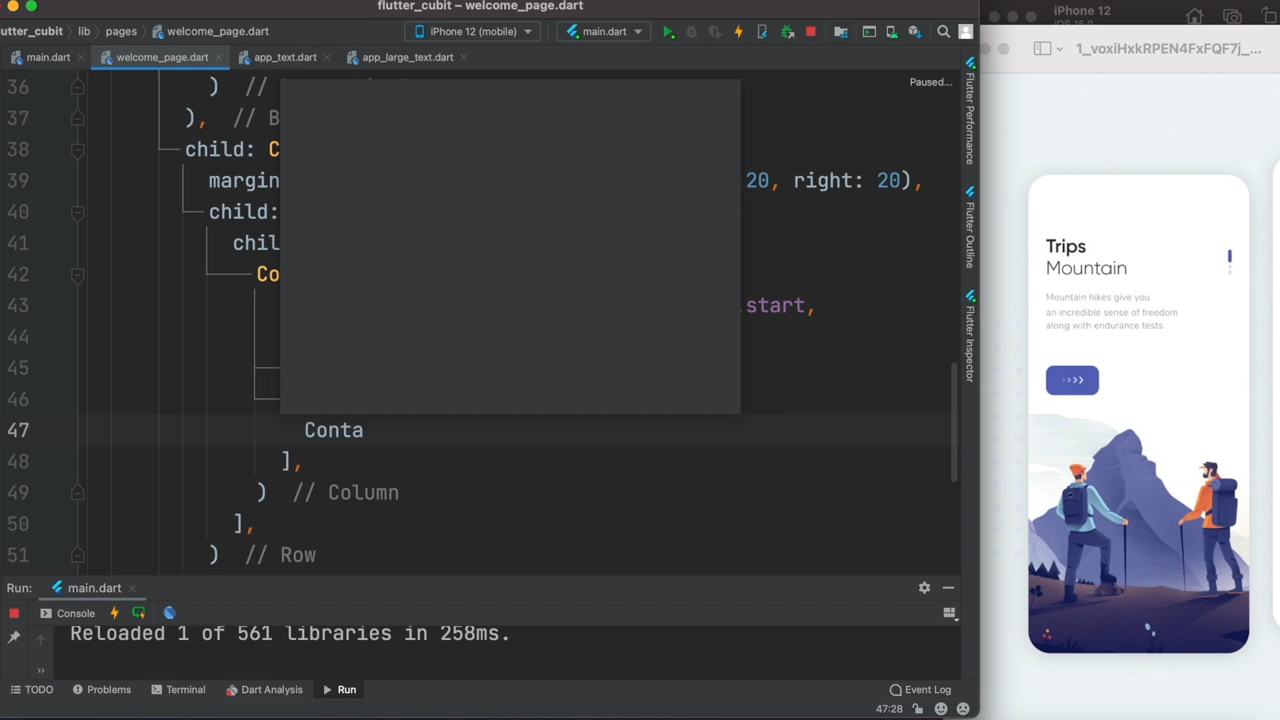 flutter_cubit – welcome_page.dart
iPhone 12
utter_cubit lib pages welcome_page.dart
iPhone 12 (mobile)
main.dart
1_voxiHxkRPEN4FxFQF7j_...
main.dart welcome_page.dart app_text.dart app_large_text.dart
Paused...
36 ) //
37 ), // B
38 child: C
39 margin 20, right: 20),
40 child:
41 chil
42 Co
43 .start,
44
45
46
47 Conta
48 ],
49 ) // Column
50 ],
51 ) // Row
Flutter Performance
Flutter Outline
Flutter Inspector
Trips
Mountain
Mountain hikes give you
an incredible sense of freedom
along with endurance tests
Run: main.dart
Console
Reloaded 1 of 561 libraries in 258ms.
TODO Problems Terminal Dart Analysis Run Event Log
47:28